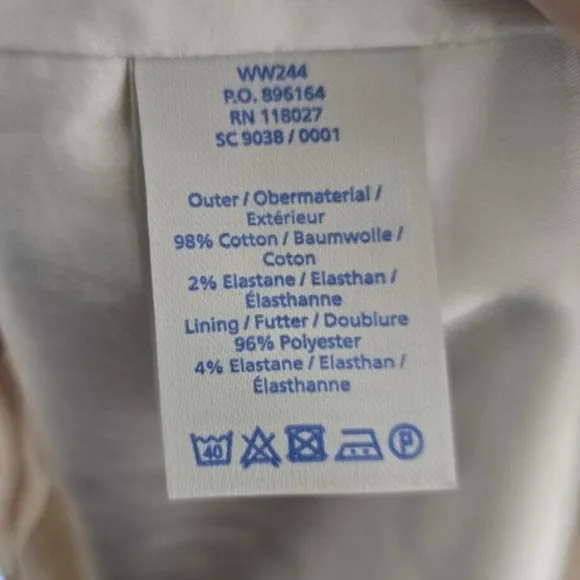 WW244
P.O. 896164
RN 118027
SC 9038 / 0001
Outer / Obermaterial /
Extérieur
98% Cotton / Baumwolle /
Coton
2% Elastane / Elasthan /
Élasthanne
Lining / Futter / Doublure
96% Polyester
4% Elastane / Elasthan /
Élasthanne
40 P